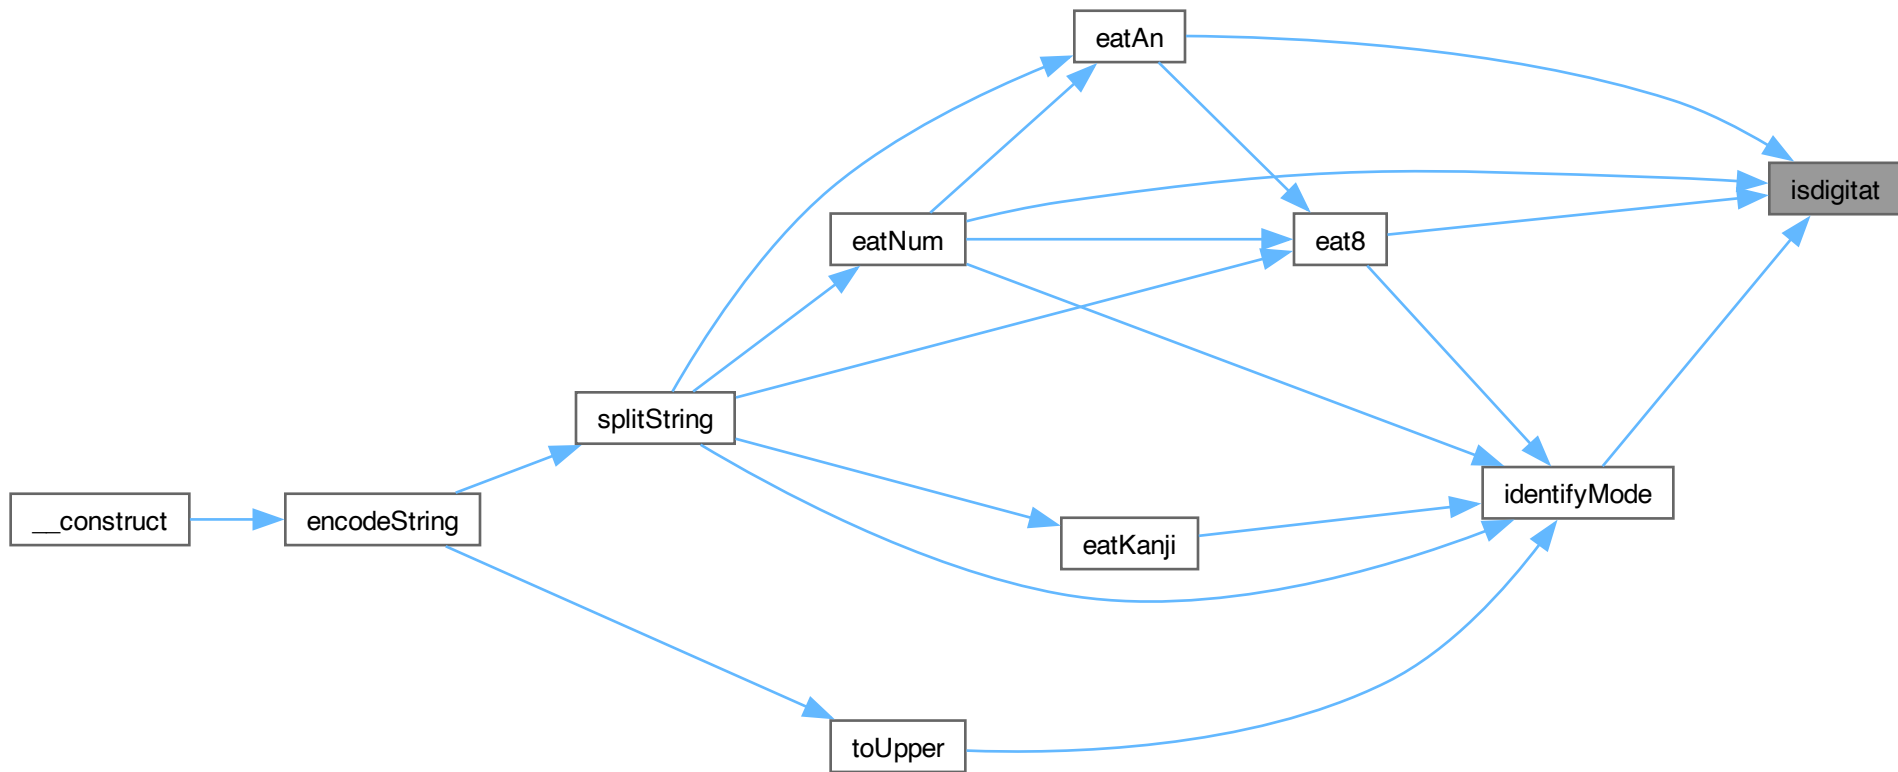 eatAn
isdigitat
eatNum
eat8
splitString
identifyMode
__construct
encodeString
eatKanji
toUpper